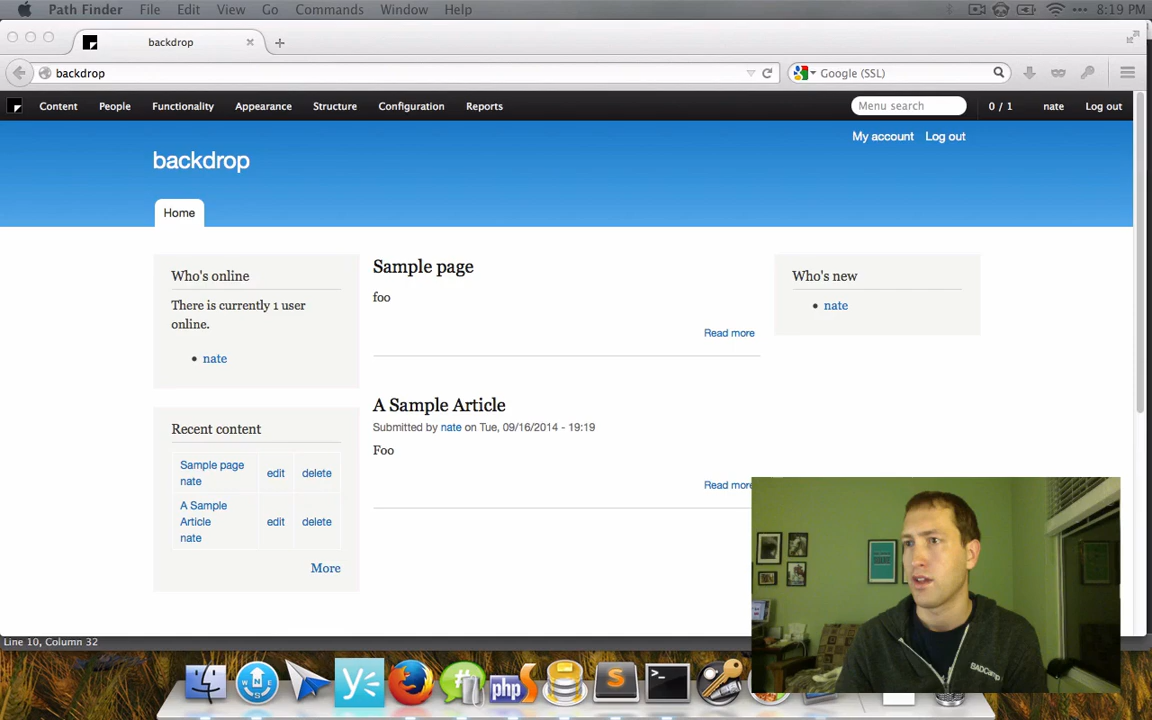 Path Finder File Edit View Go Commands Window Help 8:19 PM
backdrop
backdrop Google (SSL)
Content People Functionality Appearance Structure Configuration Reports Menu search 0 / 1 nate Log out
My account Log out
backdrop
Home
Who's online
There is currently 1 user
online.
nate
Recent content
Sample page
nate
edit delete
A Sample
Article
nate
edit delete
More
Sample page
foo
Read more
A Sample Article
Submitted by nate on Tue, 09/16/2014 - 19:19
Foo
Read more
Who's new
nate
Line 10, Column 32
php
S
>_
BADCamp